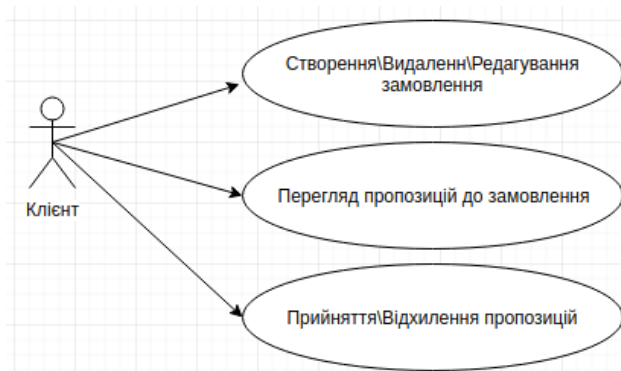 Створення\Видаленн\Редагування
замовлення
Клієнт
Перегляд пропозицій до замовлення
Прийняття\Відхилення пропозицій